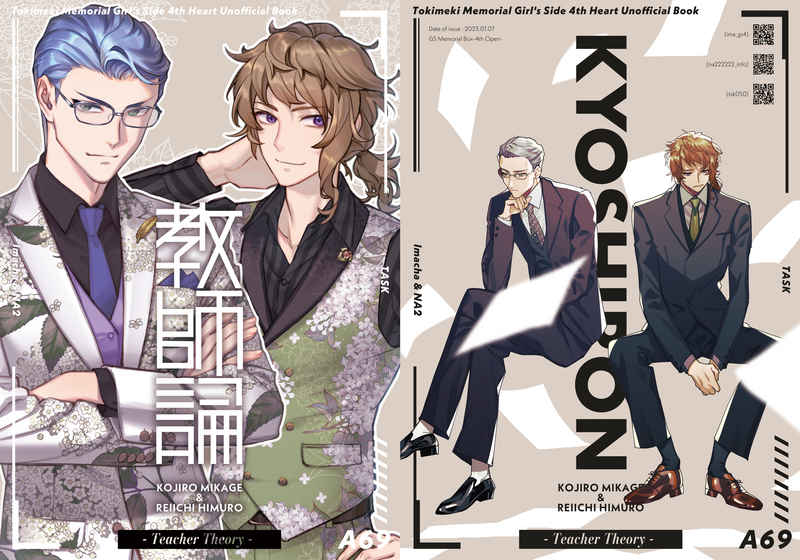 Tokimeki Memorial Girl's Side 4th Heart Unofficial Book
教師論
TASK
KOJIRO MIKAGE
&
REIICHI HIMURO
- Teacher Theory -
A69
Tokimeki Memorial Girl's Side 4th Heart Unofficial Book
Date of issue : 2023.01.07
-GS Memorial Box-4th Open-
KYOSHIRON
Imacha & NA2
TASK
KOJIRO MIKAGE
&
REIICHI HIMURO
- Teacher Theory -
A69